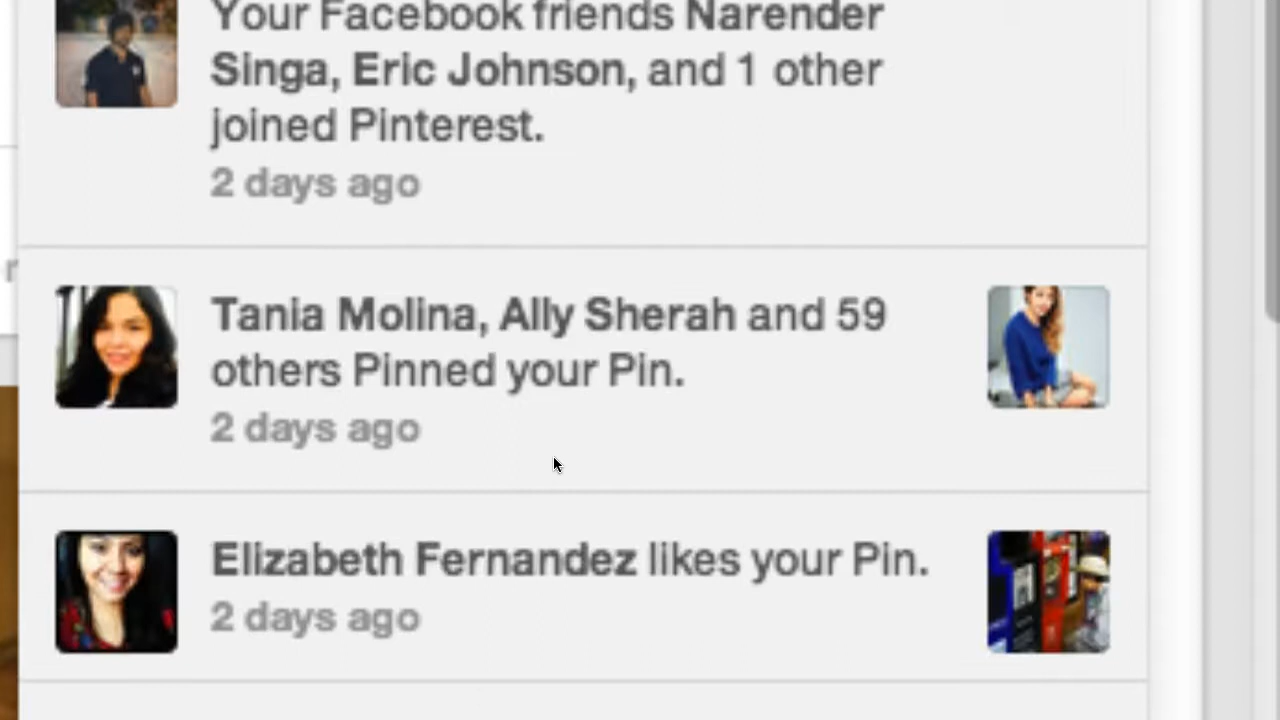 Your Facebook friends Narender
Singa, Eric Johnson, and 1 other
joined Pinterest.
2 days ago
Tania Molina, Ally Sherah and 59
others Pinned your Pin.
2 days ago
Elizabeth Fernandez likes your Pin.
2 days ago